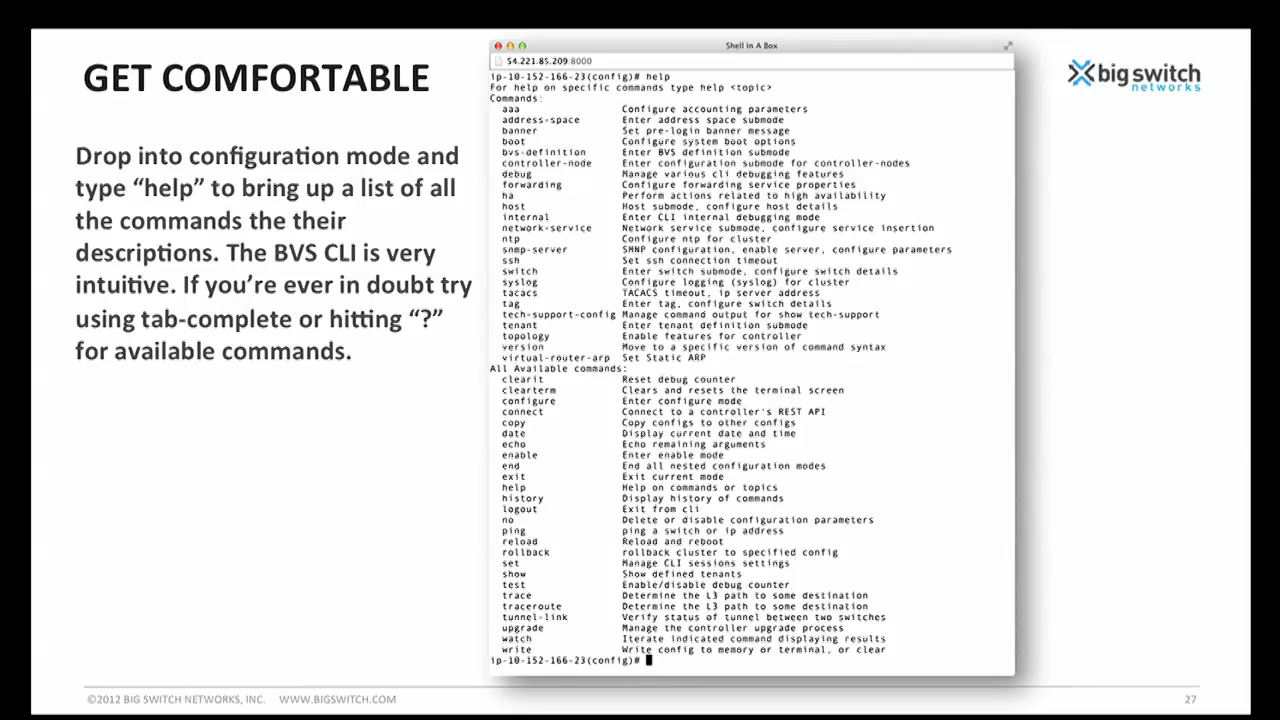 GET COMFORTABLE
Drop into configuration mode and
type “help” to bring up a list of all
the commands the their
descriptions. The BVS CLI is very
intuitive. If you’re ever in doubt try
using tab-complete or hitting “?”
for available commands.
Shell In A Box
54.221.85.209:8000
ip-10-152-166-23(config)# help
For help on specific commands type help <topic>
Commands:
aaa Configure accounting parameters
address-space Enter address space submode
banner Set pre-login banner message
boot Configure system boot options
bvs-definition Enter BVS definition submode
controller-node Enter configuration submode for controller-nodes
debug Manage various cli debugging features
forwarding Configure forwarding service properties
ha Perform actions related to high availability
host Host submode, configure host details
internal Enter CLI internal debugging mode
network-service Network service submode, configure service insertion
ntp Configure ntp for cluster
snmp-server SMNP configuration, enable server, configure parameters
ssh Set ssh connection timeout
switch Enter switch submode, configure switch details
syslog Configure logging (syslog) for cluster
tacacs TACACS timeout, ip server address
tag Enter tag, configure switch details
tech-support-config Manage command output for show tech-support
tenant Enter tenant definition submode
topology Enable features for controller
version Move to a specific version of command syntax
virtual-router-arp Set Static ARP
All Available commands:
clearit Reset debug counter
clearterm Clears and resets the terminal screen
configure Enter configure mode
connect Connect to a controller's REST API
copy Copy configs to other configs
date Display current date and time
echo Echo remaining arguments
enable Enter enable mode
end End all nested configuration modes
exit Exit current mode
help Help on commands or topics
history Display history of commands
logout Exit from cli
no Delete or disable configuration parameters
ping ping a switch or ip address
reload Reload and reboot
rollback rollback cluster to specified config
set Manage CLI sessions settings
show Show defined tenants
test Enable/disable debug counter
trace Determine the L3 path to some destination
traceroute Determine the L3 path to some destination
tunnel-link Verify status of tunnel between two switches
upgrade Manage the controller upgrade process
watch Iterate indicated command displaying results
write Write config to memory or terminal, or clear
ip-10-152-166-23(config)#
big switch
networks
©2012 BIG SWITCH NETWORKS, INC. WWW.BIGSWITCH.COM
27